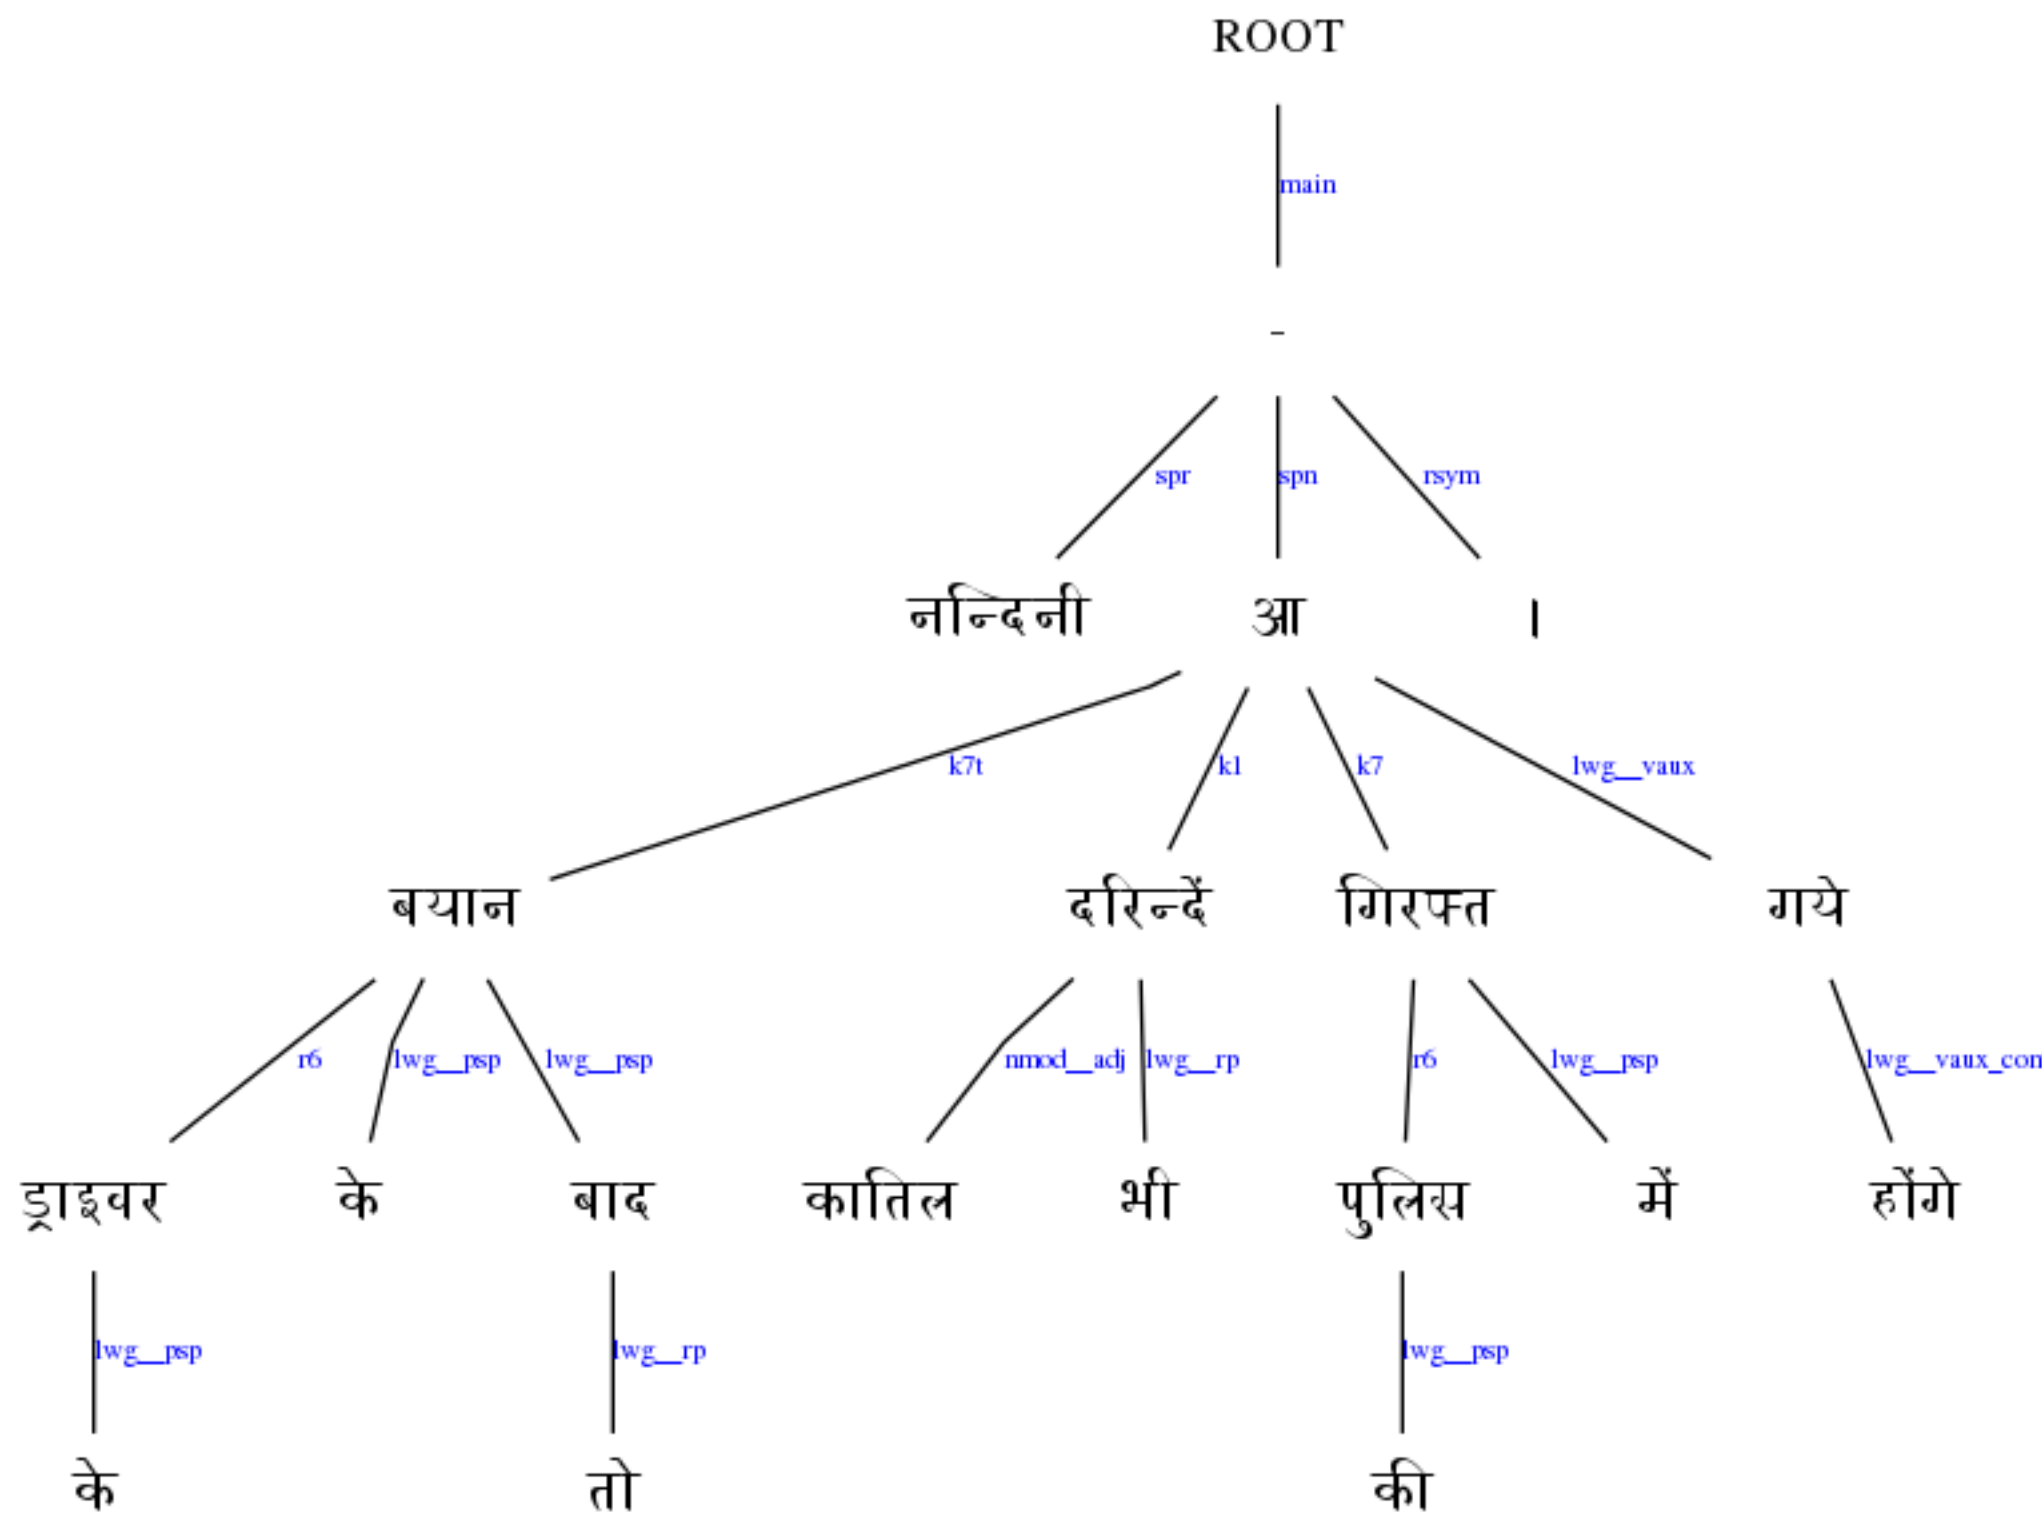 ROOT
main
-
spr spn rsym
नन्दिनी आ ।
k7t k1 k7 lwg__vaux
बयान दरिन्दें गिरफ्त गये
r6 lwg__psp lwg__psp nmod__adj lwg__rp r6 lwg__psp lwg__vaux_con
ड्राइवर के बाद कातिल भी पुलिस में होंगे
lwg__psp lwg__rp lwg__psp
के तो की